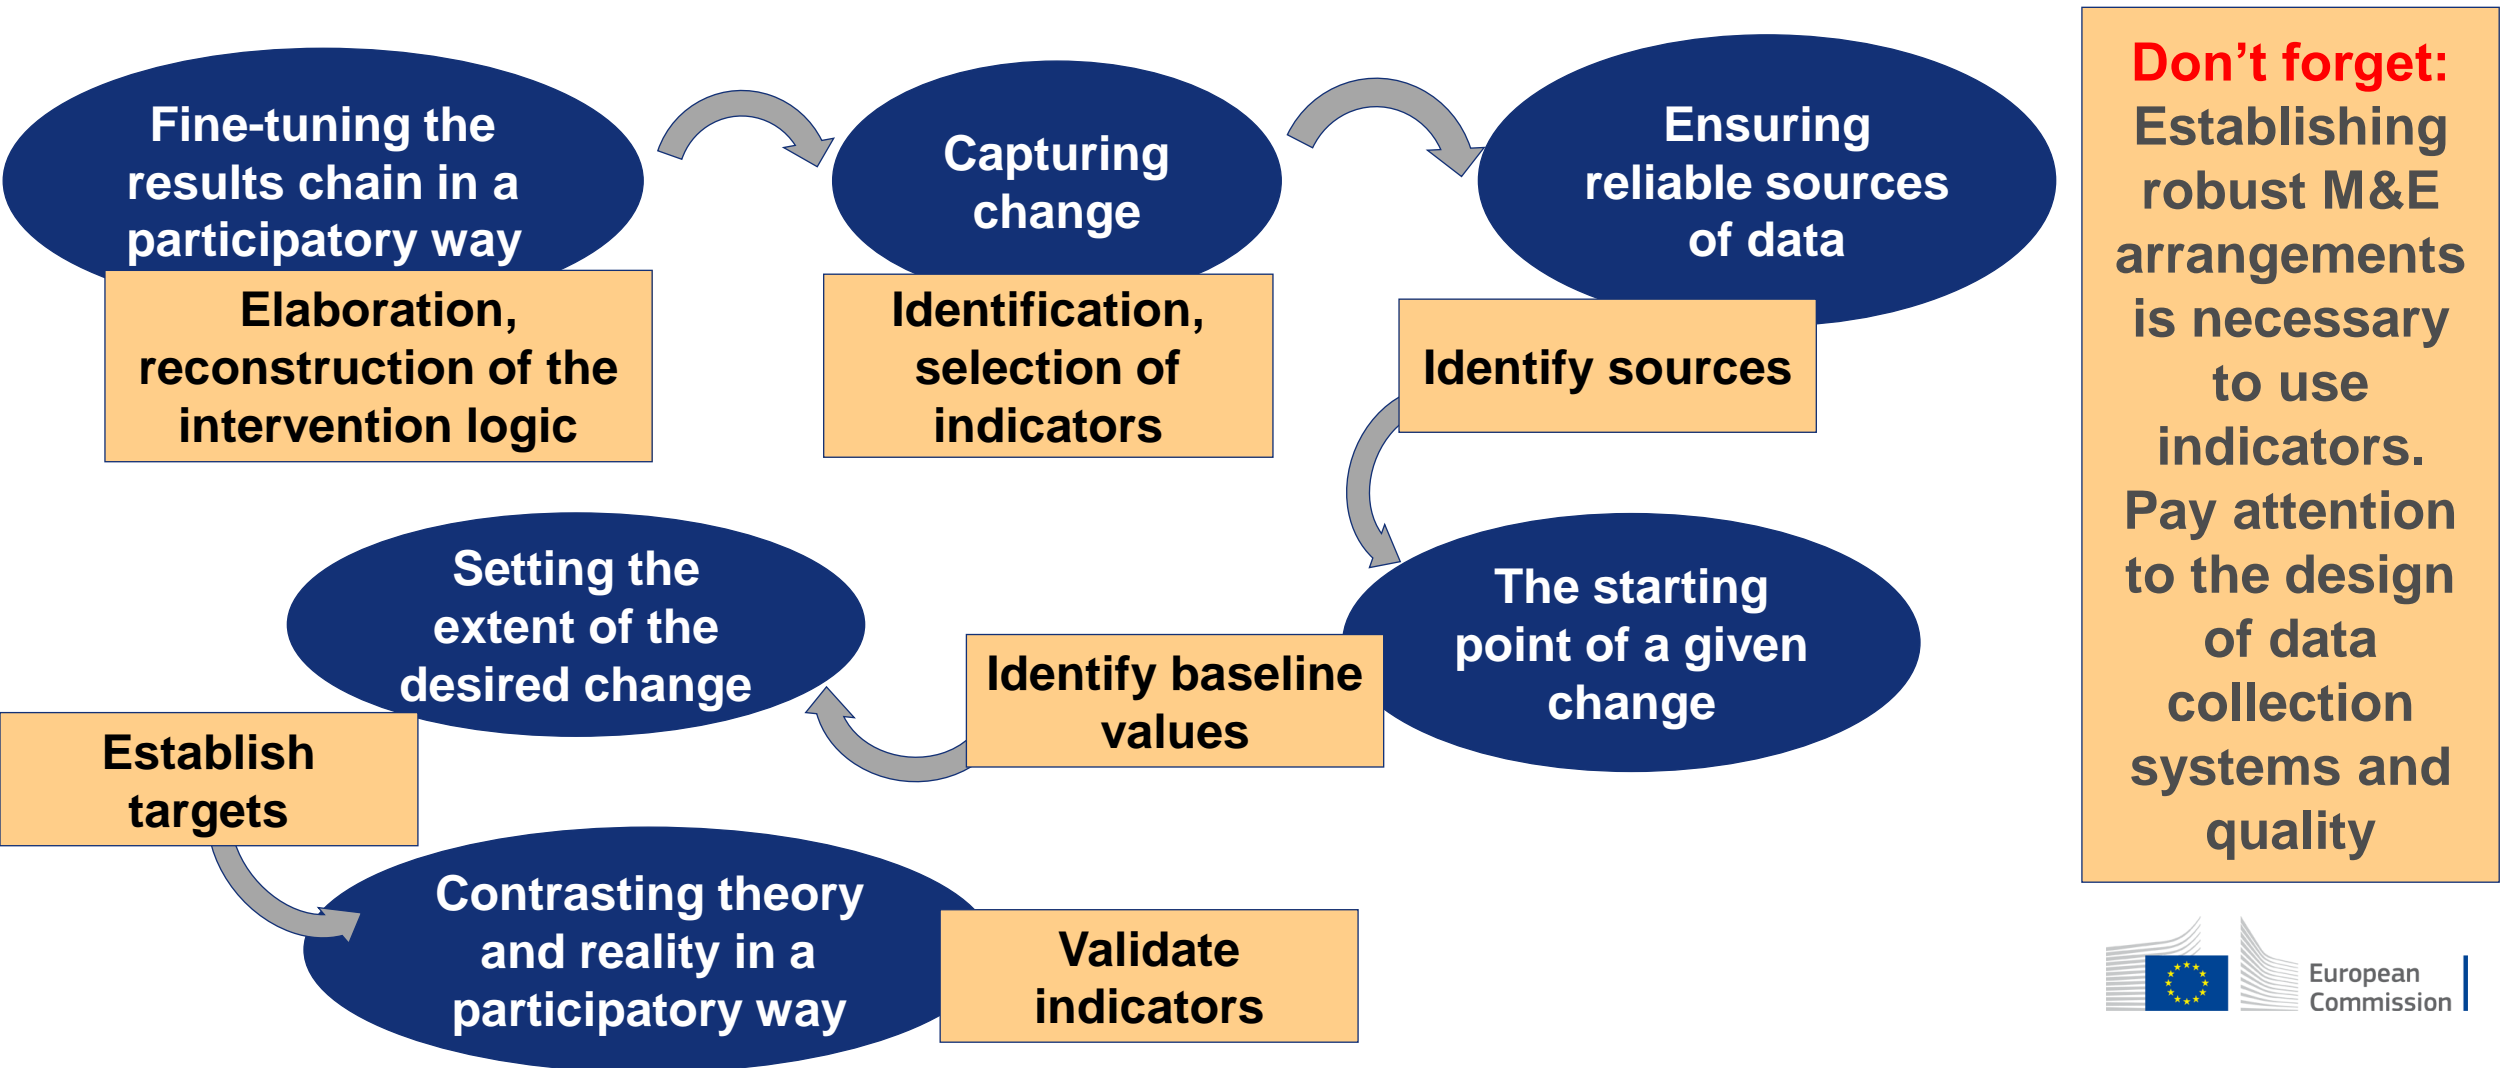 Fine-tuning the
results chain in a
participatory way
Elaboration,
reconstruction of the
intervention logic
Capturing
change
Identification,
selection of
indicators
Ensuring
reliable sources
of data
Identify sources
The starting
point of a given
change
Identify baseline
values
Setting the
extent of the
desired change
Establish
targets
Contrasting theory
and reality in a
participatory way
Validate
indicators
Don’t forget:
Establishing
robust M&E
arrangements
is necessary
to use
indicators.
Pay attention
to the design
of data
collection
systems and
quality
European
Commission